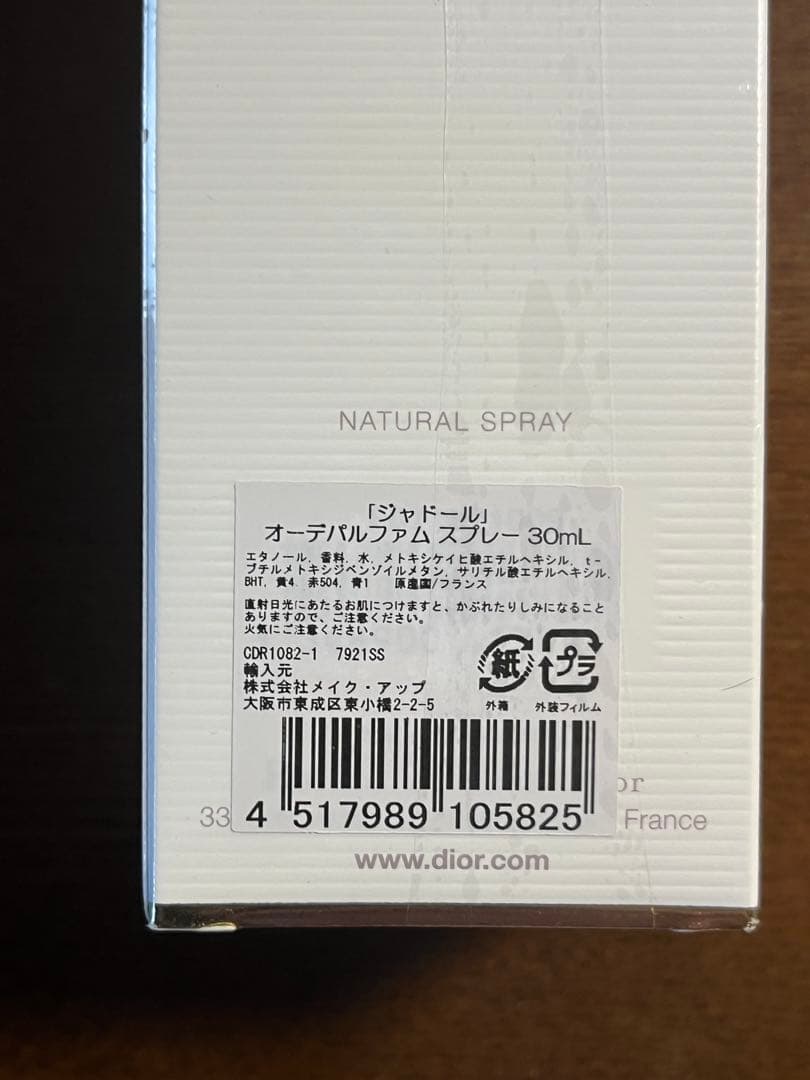 NATURAL SPRAY
「ジャドール」
オーデパルファム スプレー 30mL
エタノール, 香料, 水, メトキシケイヒ酸エチルヘキシル, t-
ブチルメトキシジベンゾイルメタン, サリチル酸エチルヘキシル,
BHT, 黄4, 赤504, 青1 原産国/フランス
直射日光にあたるお肌につけますと、かぶれたりしみになること
ありますので、ご注意ください。
火気にご注意ください。
CDR1082-1 7921SS
輸入元
株式会社メイク・アップ
大阪市東成区東小橋2-2-5
紙
プラ
外箱 外装フィルム
4 517989 105825
or
33 France
www.dior.com